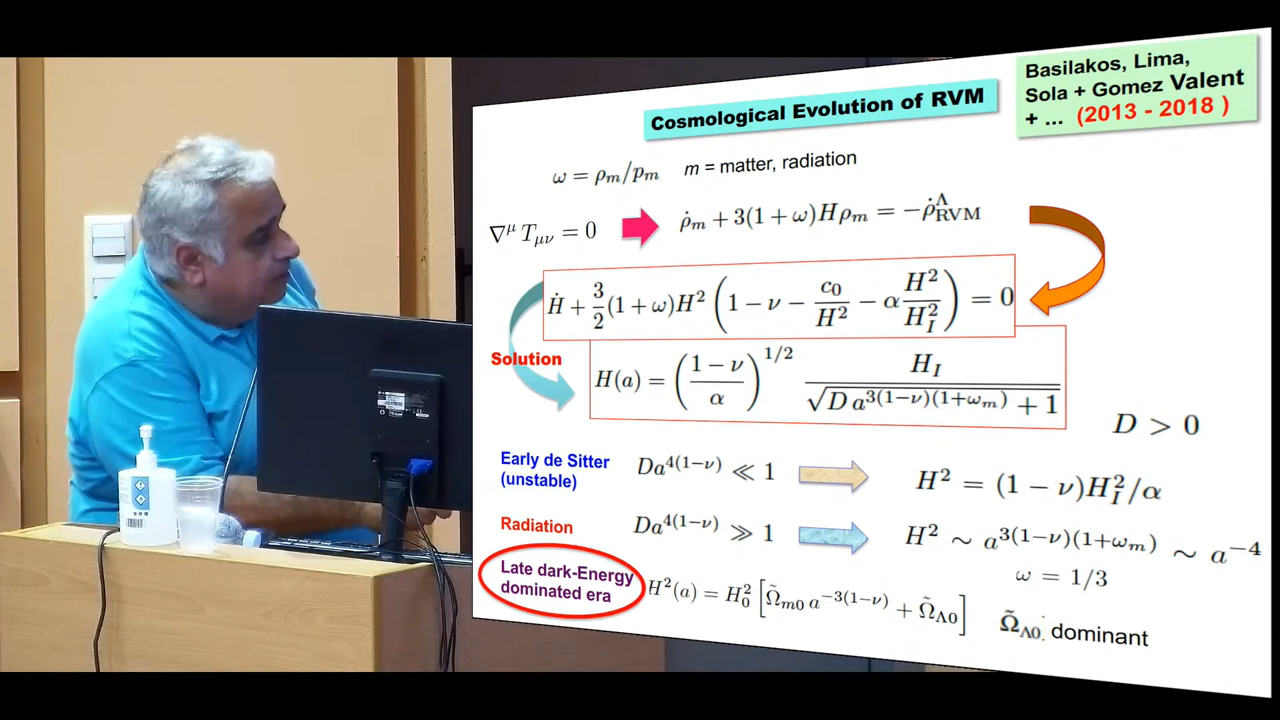 Cosmological Evolution of RVM
Basilakos, Lima,
Sola + Gomez Valent
+ ... (2013 - 2018 )
ω = ρ_m/p_m m = matter, radiation
∇^μ T_μν = 0
ρ̇_m + 3(1 + ω)Hρ_m = −ρ̇^Λ_RVM
Ḣ + 3/2 (1 + ω)H² (1 − ν − c₀/H² − α H²/H_I²) = 0
Solution
H(a) = ((1 − ν)/α)^{1/2} H_I / √(D a^{3(1−ν)(1+ω_m)} + 1)
D > 0
Early de Sitter
(unstable)
Da^{4(1−ν)} ≪ 1
H² = (1 − ν)H_I²/α
Radiation
Da^{4(1−ν)} ≫ 1
H² ∼ a^{3(1−ν)(1+ω_m)} ∼ a^{−4}
ω = 1/3
Late dark-Energy
dominated era
H²(a) = H₀² [Ω̃_{m0} a^{−3(1−ν)} + Ω̃_{Λ0}]
Ω̃_{Λ0} dominant